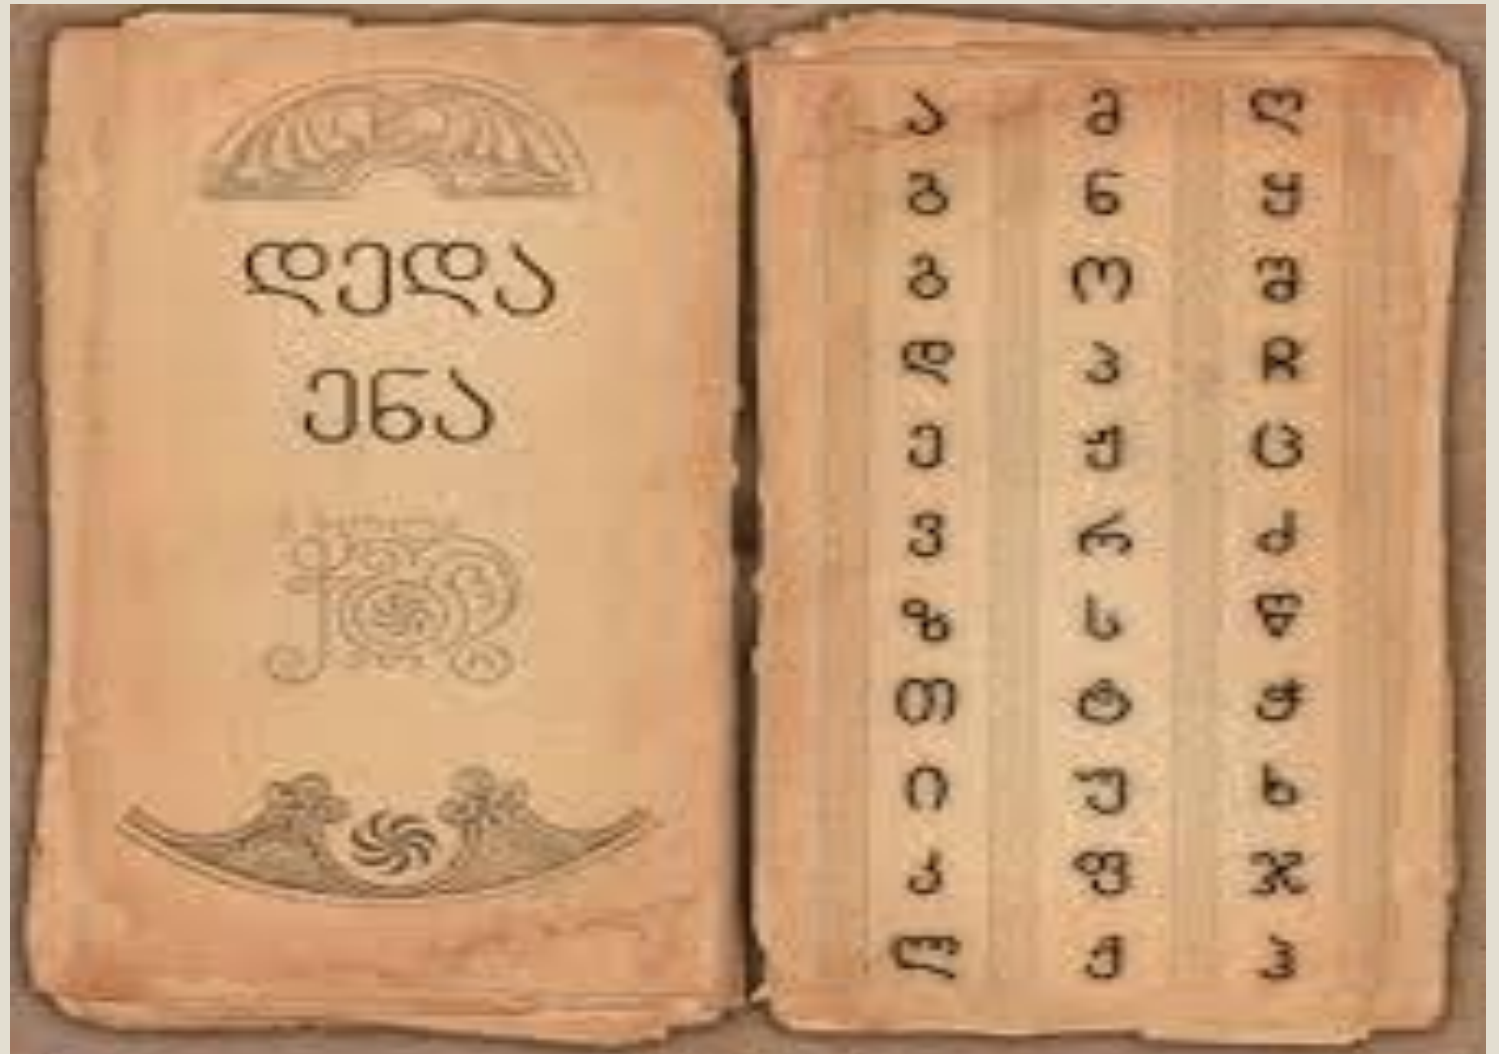 დედა
ენა
ა
ბ
გ
დ
ე
ვ
ზ
თ
ი
კ
ლ
მ
ნ
ო
პ
ჟ
რ
ს
ტ
უ
ფ
ქ
ღ
ყ
შ
ჩ
ც
ძ
წ
ჭ
ხ
ჯ
ჰ